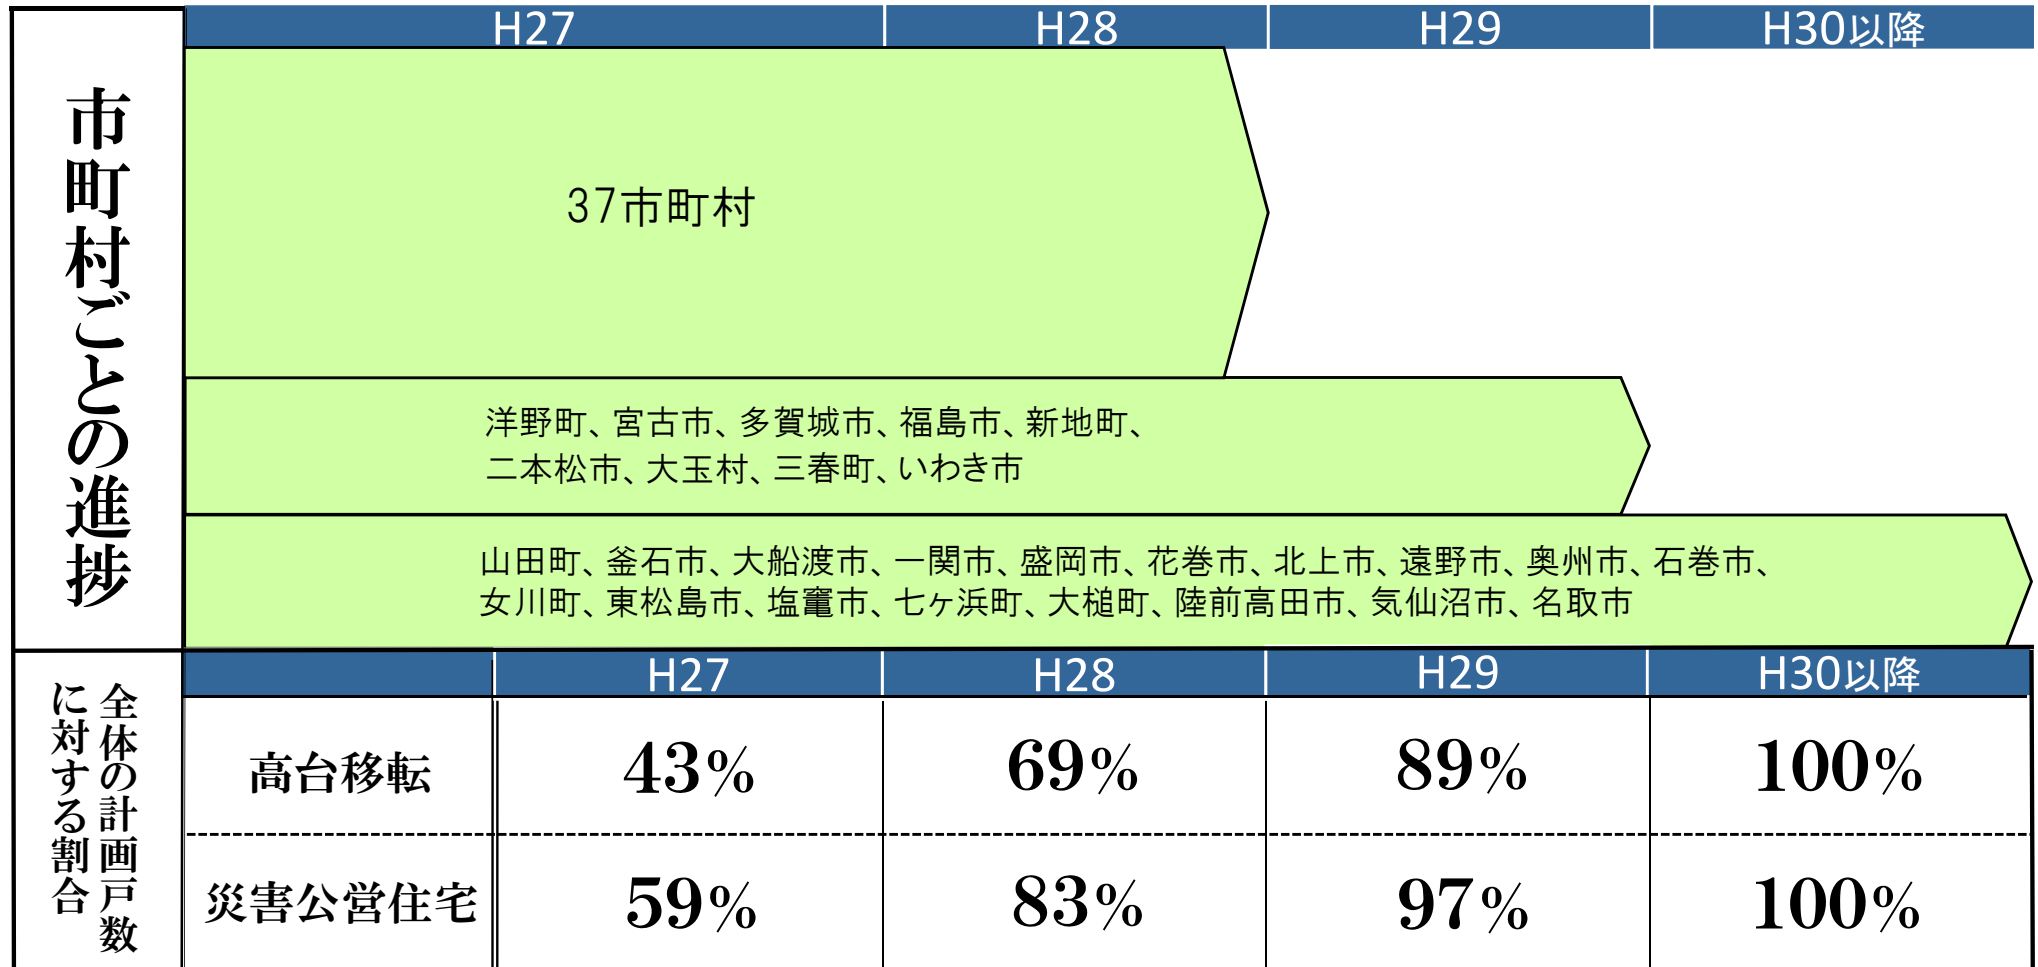 H27 H28 H29 H30以降
市町村ごとの進捗
37市町村
洋野町、宮古市、多賀城市、福島市、新地町、
二本松市、大玉村、三春町、いわき市
山田町、釜石市、大船渡市、一関市、盛岡市、花巻市、北上市、遠野市、奥州市、石巻市、
女川町、東松島市、塩竈市、七ヶ浜町、大槌町、陸前高田市、気仙沼市、名取市
全体の計画戸数
に対する割合
H27 H28 H29 H30以降
高台移転 43% 69% 89% 100%
災害公営住宅 59% 83% 97% 100%